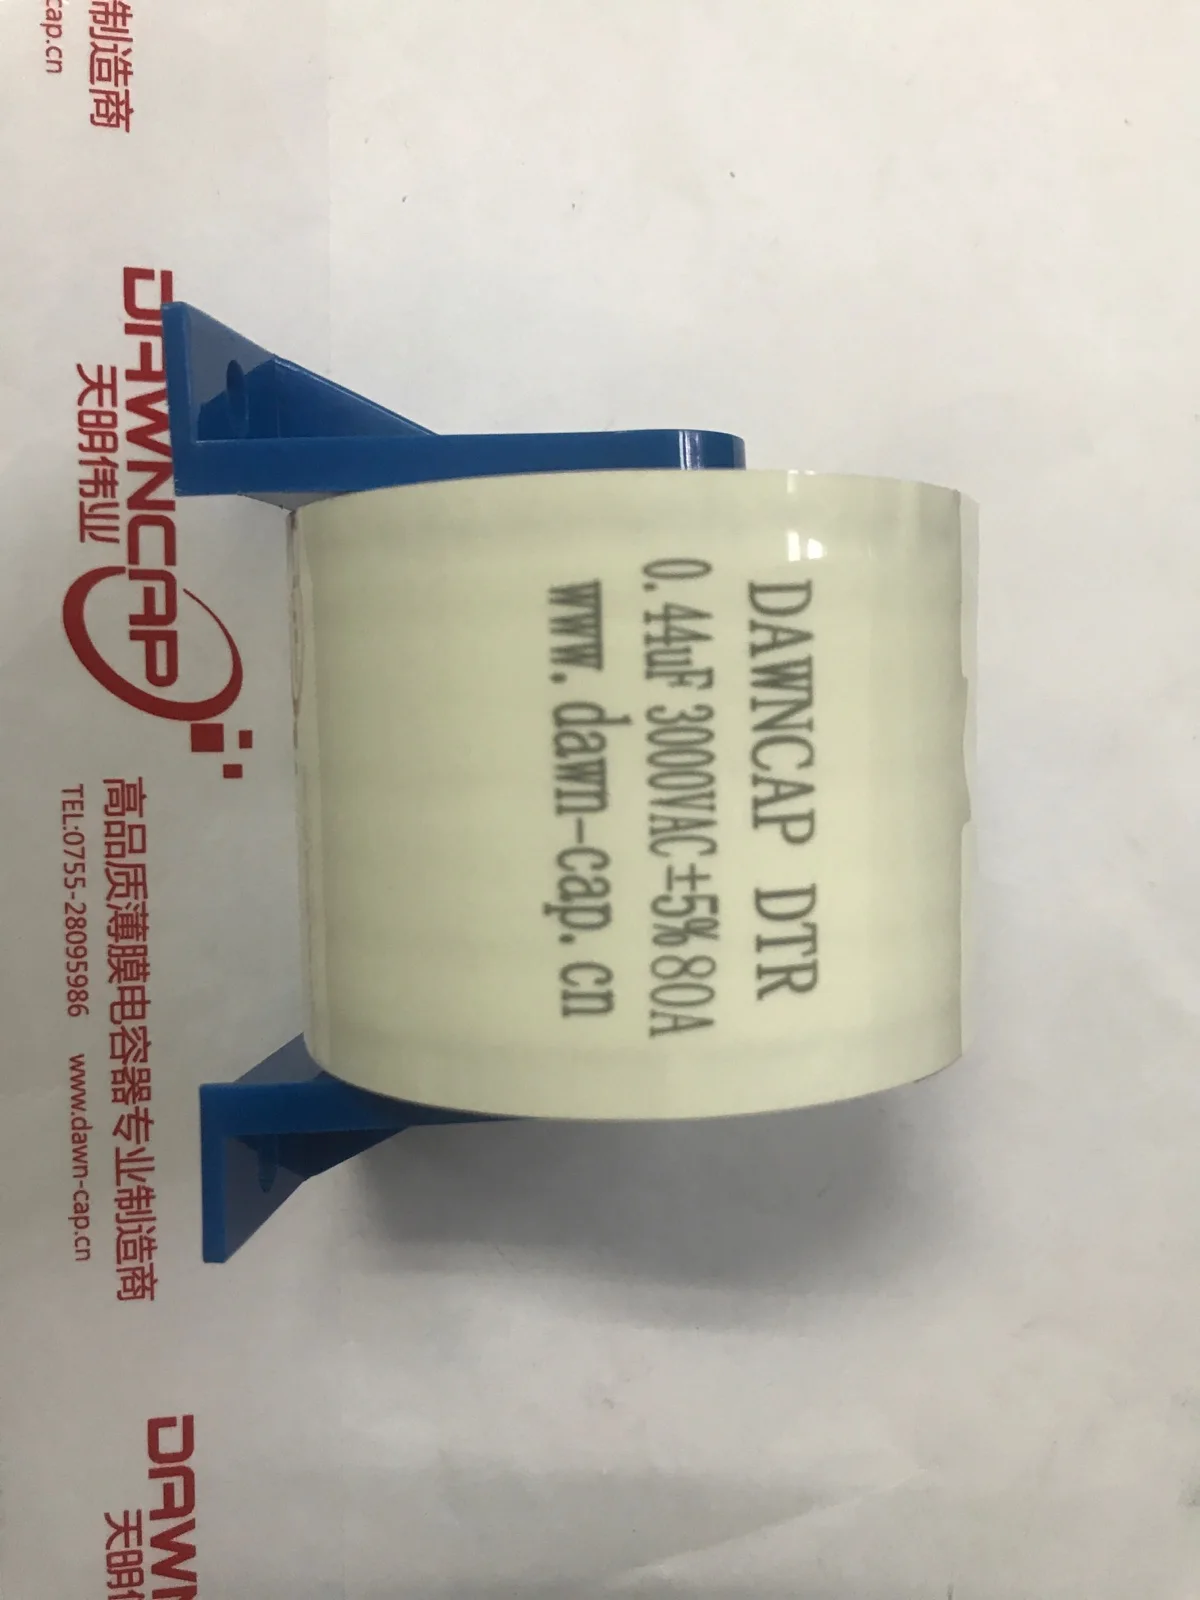 DAWNCAP DTR
0.44uF 3000VAC±5% 80A
www.dawn-cap.cn
制造商
cap.cn
DAWNCAP
天明伟业
高品质薄膜电容器专业制造商
TEL:0755-28095986 www.dawn-cap.cn
DAWN
天明伟